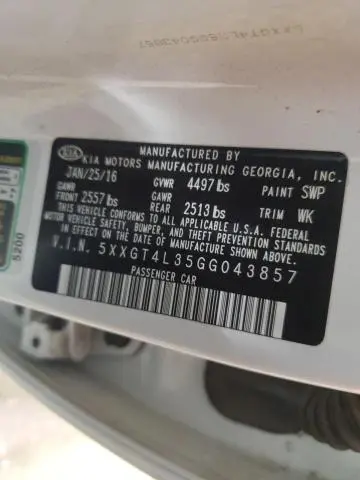 MANUFACTURED BY
KIA KIA MOTORS MANUFACTURING GEORGIA, INC.
JAN/25/16 GVWR 4497 lbs PAINT SWP
GAWR FRONT 2557 lbs GAWR REAR 2513 lbs TRIM WK
THIS VEHICLE CONFORMS TO ALL APPLICABLE U.S.A. FEDERAL
MOTOR VEHICLE SAFETY, BUMPER, AND THEFT PREVENTION STANDARDS
IN EFFECT ON THE DATE OF MANUFACTURE SHOWN ABOVE.
V.I.N. 5XXGT4L35GG043857
PASSENGER CAR
5200